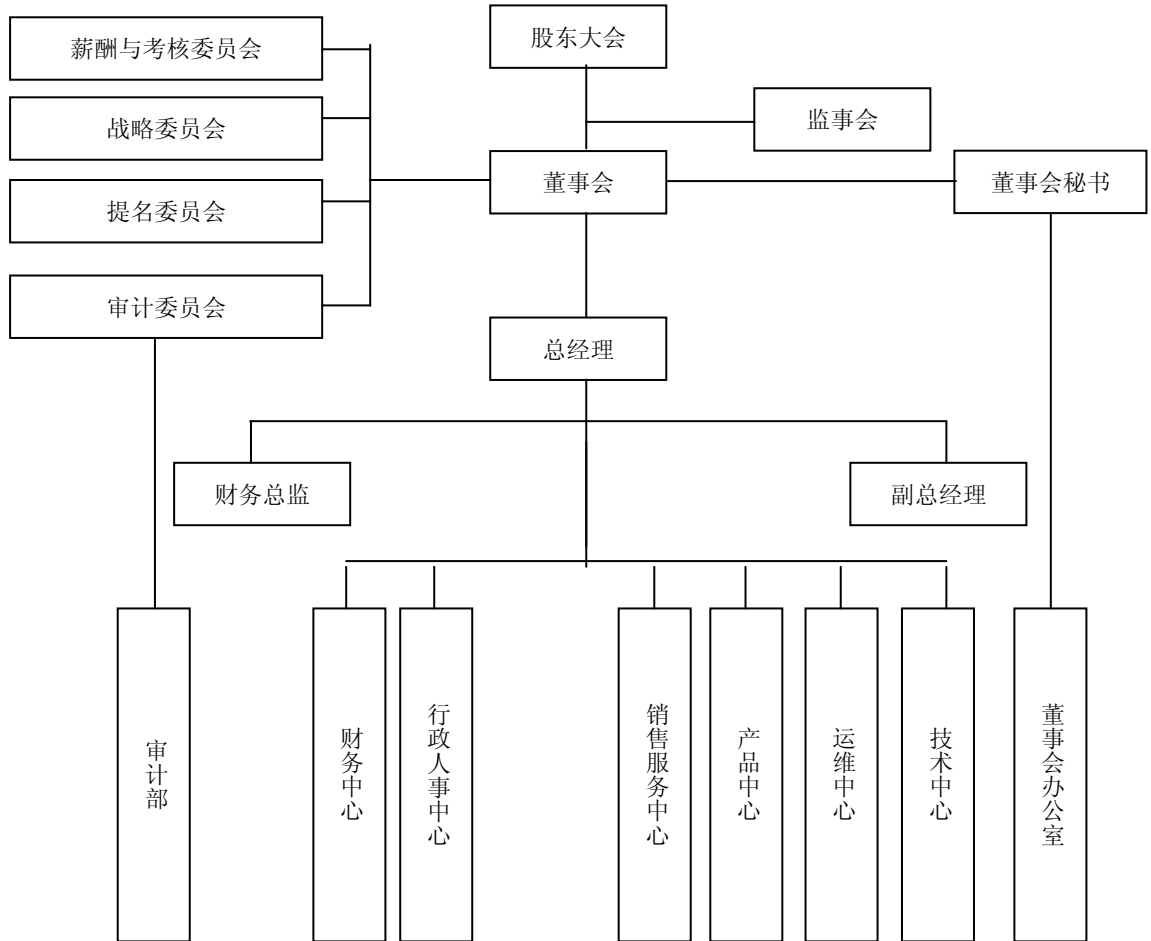 薪酬与考核委员会
股东大会
战略委员会
监事会
提名委员会
董事会
董事会秘书
审计委员会
总经理
财务总监
副总经理
审计部
财务中心
行政人事中心
销售服务中心
产品中心
运维中心
技术中心
董事会办公室